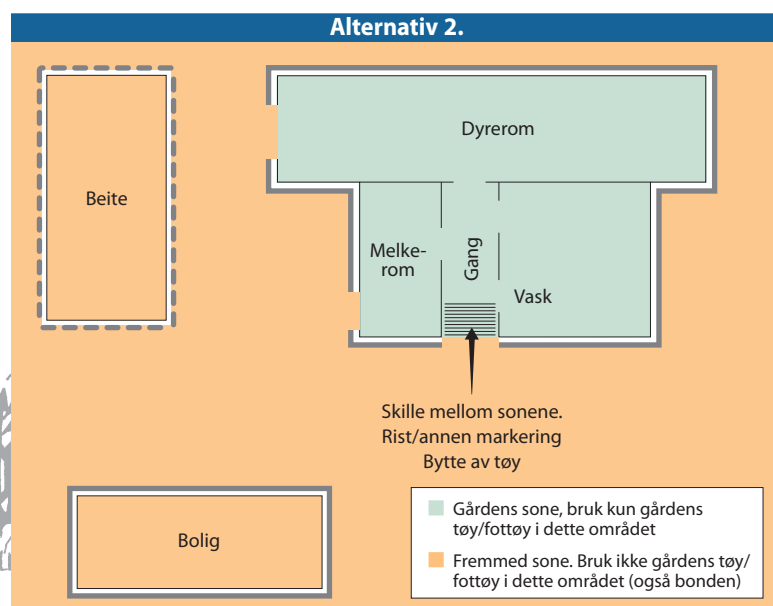 Alternativ 2.
Dyrerom
Beite
Melke-
rom
Gang
Vask
Skille mellom sonene.
Rist/annen markering
Bytte av tøy
Bolig
Gårdens sone, bruk kun gårdens
tøy/fottøy i dette området
Fremmed sone. Bruk ikke gårdens tøy/
fottøy i dette området (også bonden)